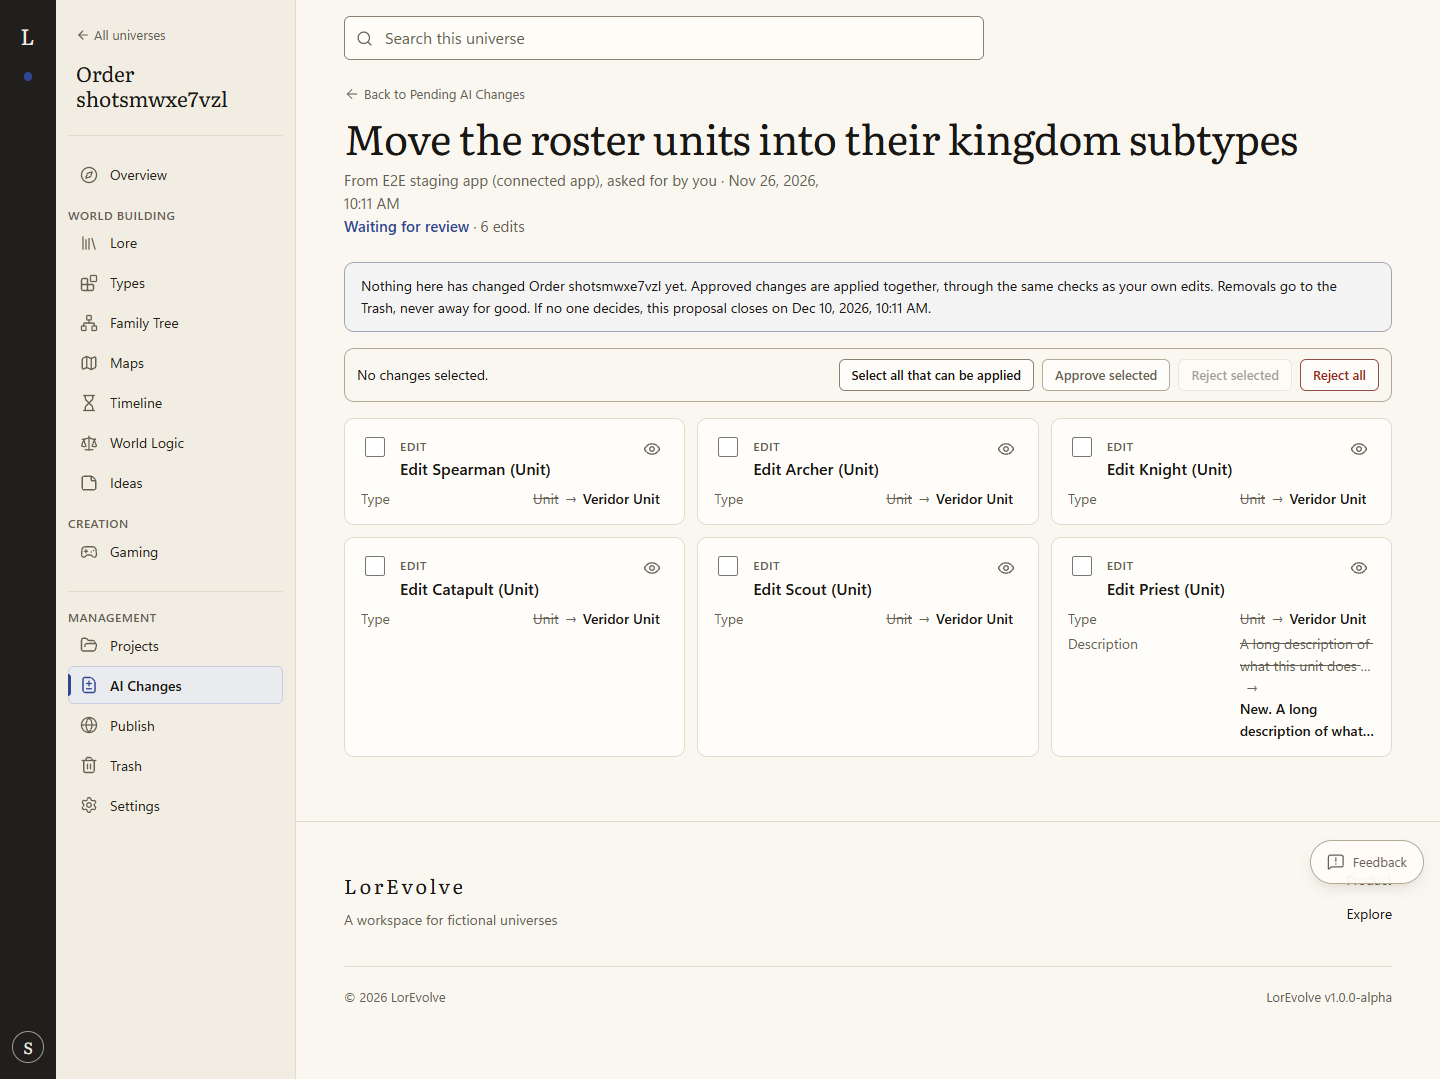 L
← All universes
Order
shotsmwxe7vzl
Overview
WORLD BUILDING
Lore
Types
Family Tree
Maps
Timeline
World Logic
Ideas
CREATION
Gaming
MANAGEMENT
Projects
AI Changes
Publish
Trash
Settings
S
Search this universe
← Back to Pending AI Changes
Move the roster units into their kingdom subtypes
From E2E staging app (connected app), asked for by you · Nov 26, 2026,
10:11 AM
Waiting for review · 6 edits
Nothing here has changed Order shotsmwxe7vzl yet. Approved changes are applied together, through the same checks as your own edits. Removals go to the
Trash, never away for good. If no one decides, this proposal closes on Dec 10, 2026, 10:11 AM.
No changes selected.
Select all that can be applied
Approve selected
Reject selected
Reject all
EDIT
Edit Spearman (Unit)
Type Unit → Veridor Unit
EDIT
Edit Archer (Unit)
Type Unit → Veridor Unit
EDIT
Edit Knight (Unit)
Type Unit → Veridor Unit
EDIT
Edit Catapult (Unit)
Type Unit → Veridor Unit
EDIT
Edit Scout (Unit)
Type Unit → Veridor Unit
EDIT
Edit Priest (Unit)
Type Unit → Veridor Unit
Description A long description of
what this unit does ...
→
New. A long
description of what...
Feedback
LorEvolve
A workspace for fictional universes
Product
Explore
© 2026 LorEvolve
LorEvolve v1.0.0-alpha